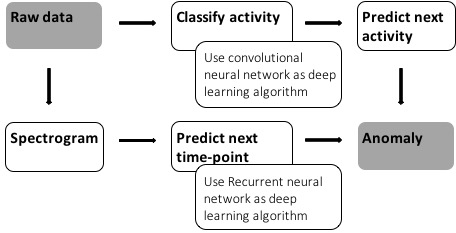 Raw data
Classify activity
Predict next
activity
Use convolutional
neural network as deep
learning algorithm
Spectrogram
Predict next
time-point
Anomaly
Use Recurrent neural
network as deep
learning algorithm